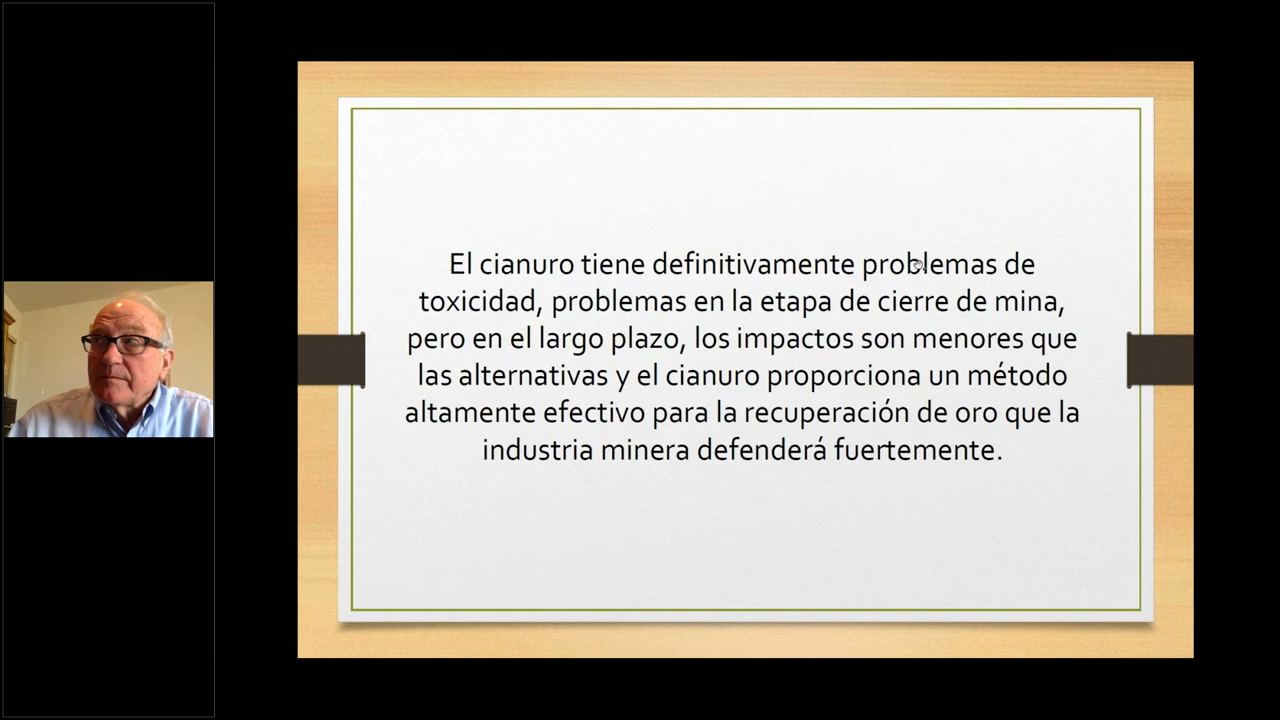 El cianuro tiene definitivamente problemas de
toxicidad, problemas en la etapa de cierre de mina,
pero en el largo plazo, los impactos son menores que
las alternativas y el cianuro proporciona un método
altamente efectivo para la recuperación de oro que la
industria minera defenderá fuertemente.